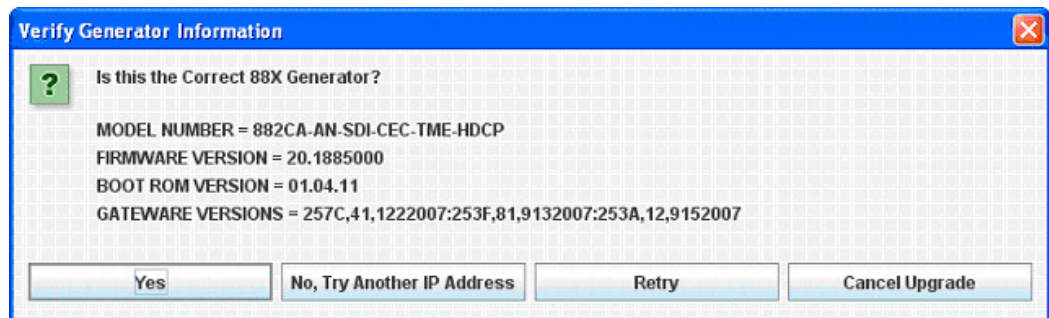 Verify Generator Information
Is this the Correct 88X Generator?
MODEL NUMBER = 882CA-AN-SDI-CEC-TME-HDCP
FIRMWARE VERSION = 20.1885000
BOOT ROM VERSION = 01.04.11
GATEWARE VERSIONS = 257C,41,1222007:253F,81,9132007:253A,12,9152007
Yes No, Try Another IP Address Retry Cancel Upgrade